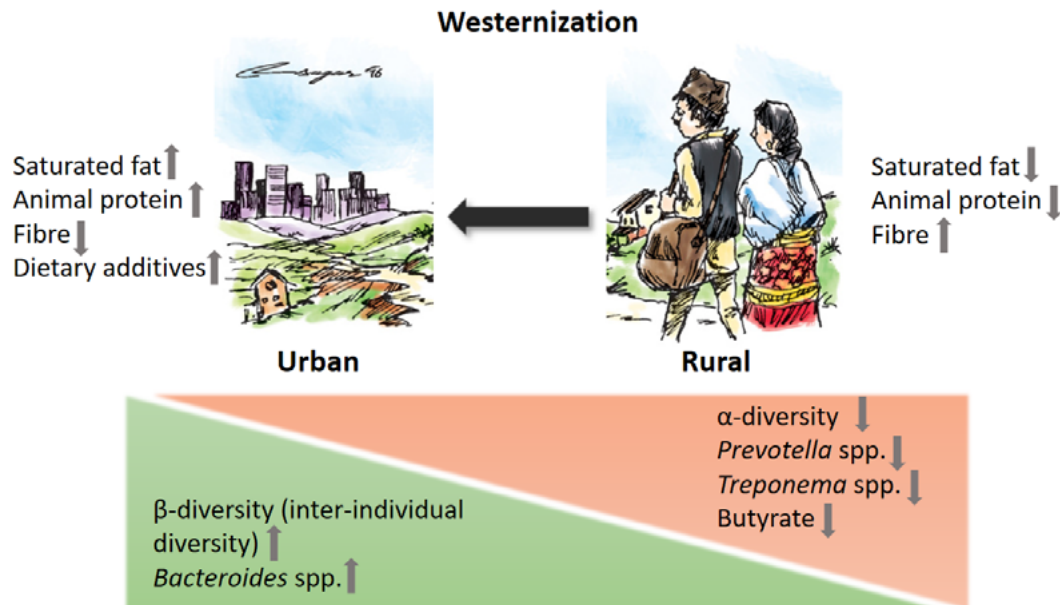 Westernization
Saturated fat ↑
Animal protein ↑
Fibre ↓
Dietary additives ↑
Saturated fat ↓
Animal protein ↓
Fibre ↑
Urban
Rural
α-diversity ↓
Prevotella spp. ↓
Treponema spp. ↓
Butyrate ↓
β-diversity (inter-individual
diversity) ↑
Bacteroides spp. ↑